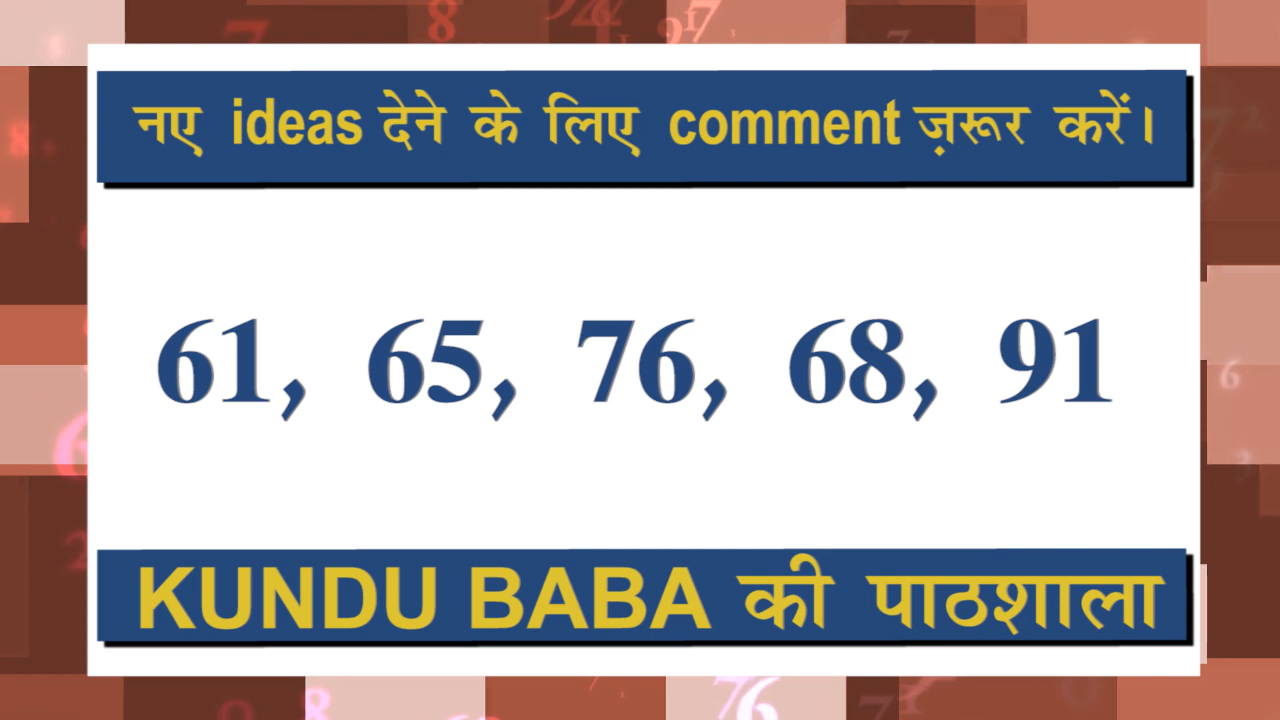 नए ideas देने के लिए comment ज़रूर करें।
61, 65, 76, 68, 91
KUNDU BABA की पाठशाला